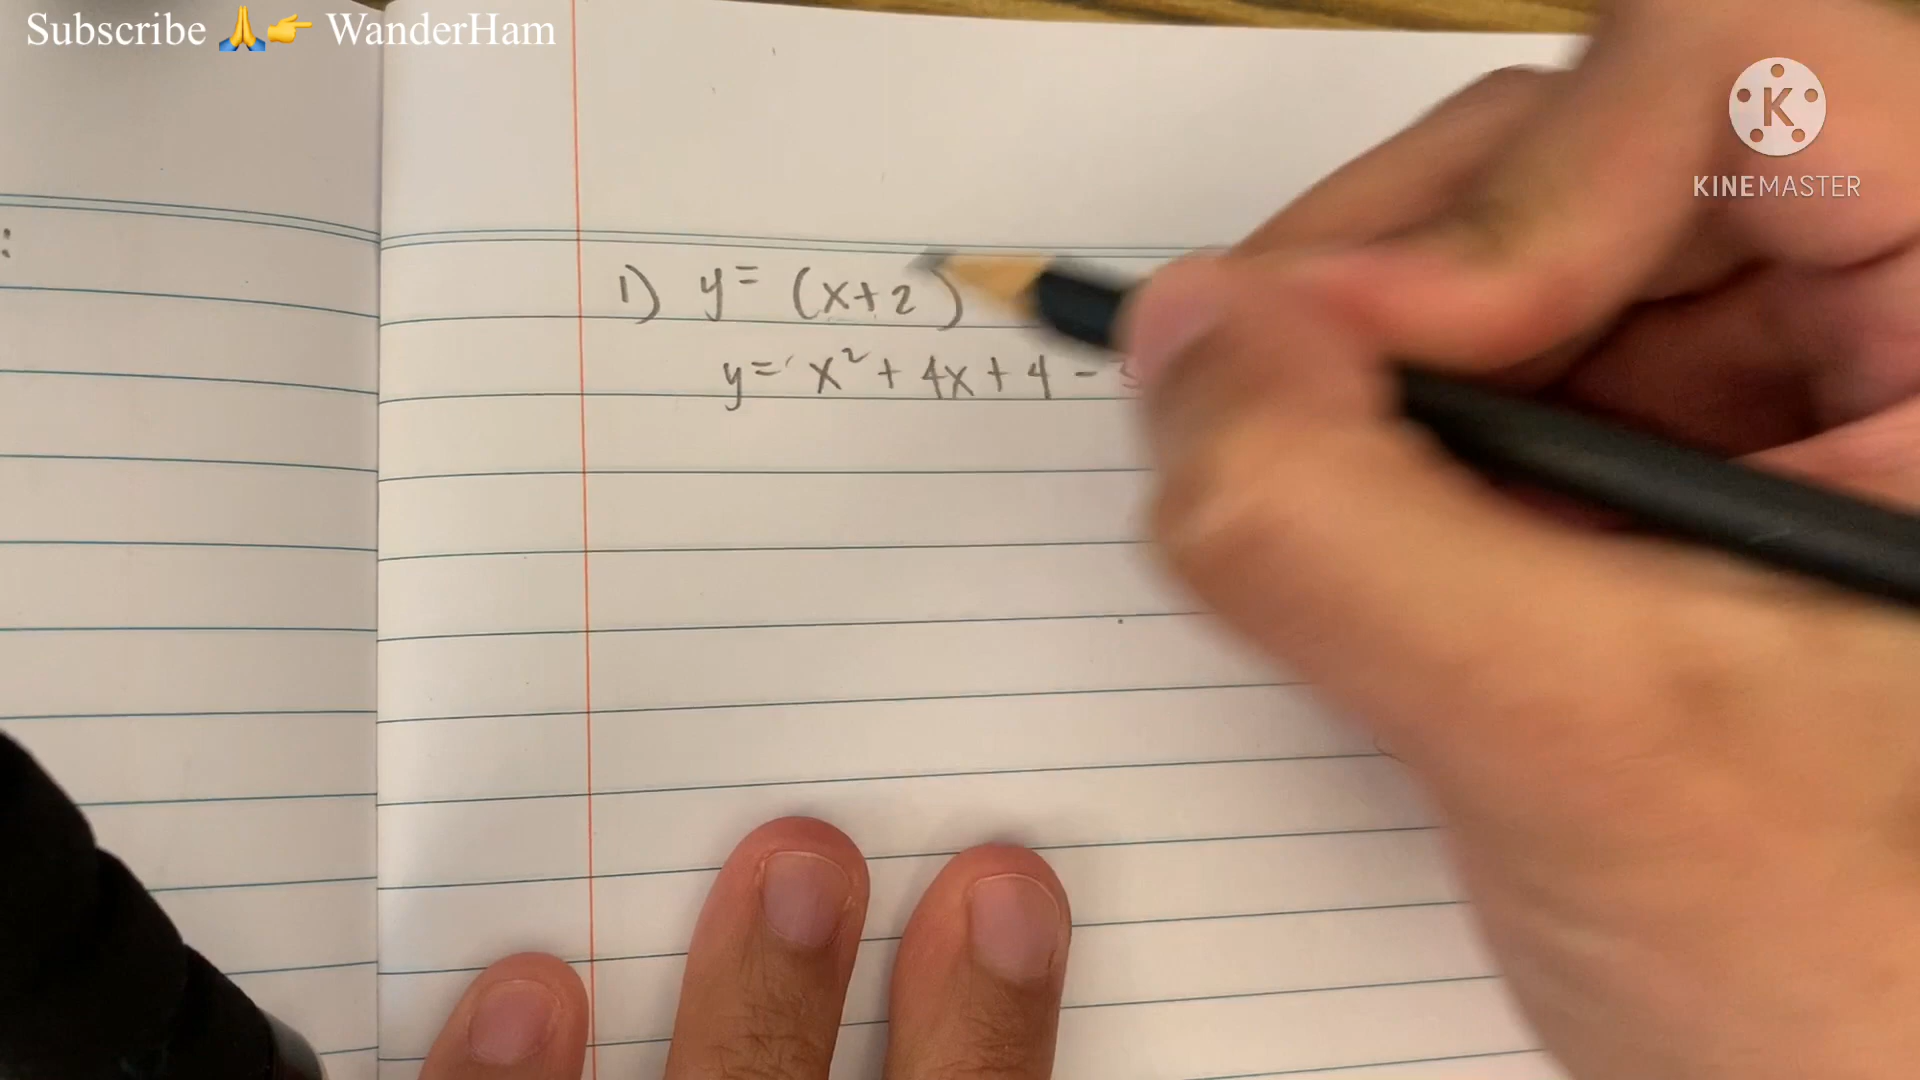 Subscribe 🙏👉 WanderHam
KINEMASTER
:
1) y = (x+2)
y = x² + 4x + 4 -